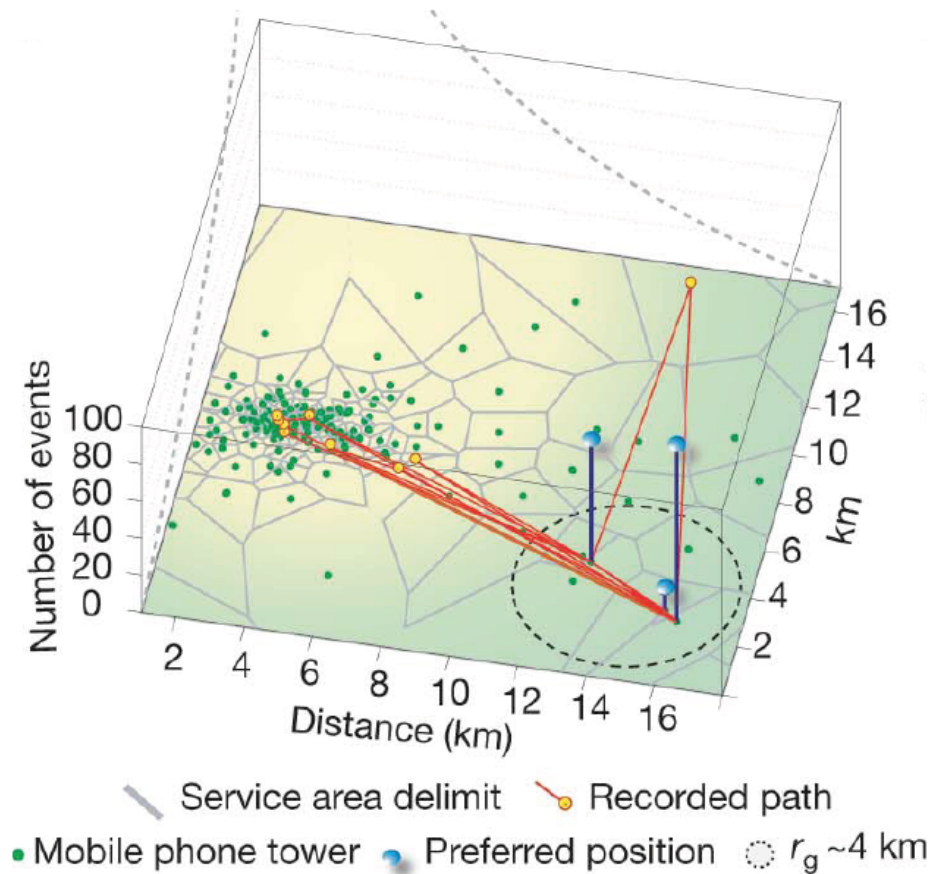 Number of events
100
80
60
40
20
0
2
4
6
8
10
12
14
16
Distance (km)
16
14
12
10
8
6
4
2
km
Service area delimit
Recorded path
Mobile phone tower
Preferred position
rg ~4 km